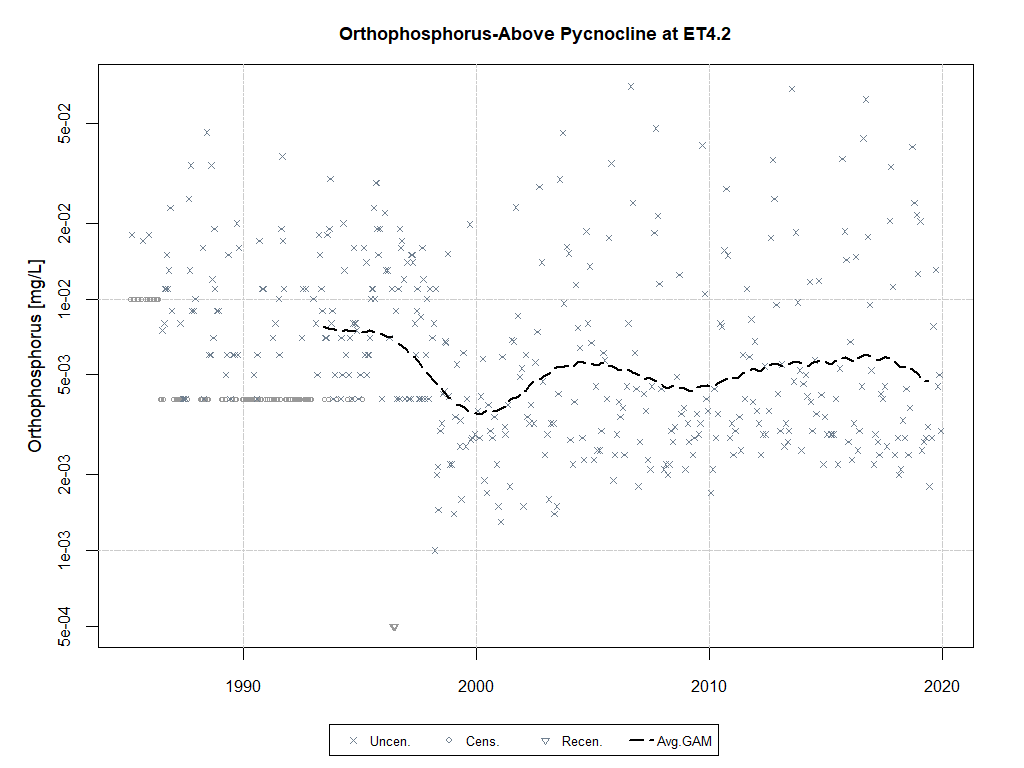 Orthophosphorus-Above Pycnocline at ET4.2
Orthophosphorus [mg/L]
5e-02
2e-02
1e-02
5e-03
2e-03
1e-03
5e-04
1990 2000 2010 2020
Uncen. Cens. Recen. Avg.GAM